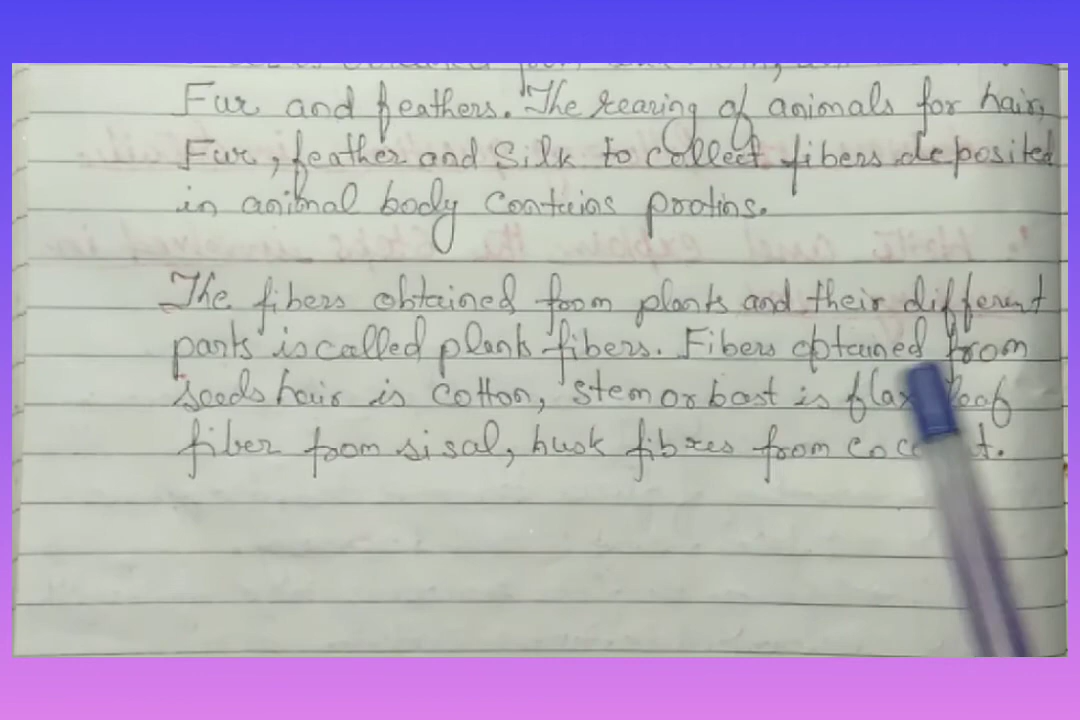 Fur and feathers. The rearing of animals for hair,
Fur, feather and Silk to collect fibers deposited
in animal body contains protins.
The fibers obtained from plants and their different
parts is called plant fibers. Fibers obtained from
seeds hair is cotton, stem or bast is flax
fiber from sisal, husk fibres from